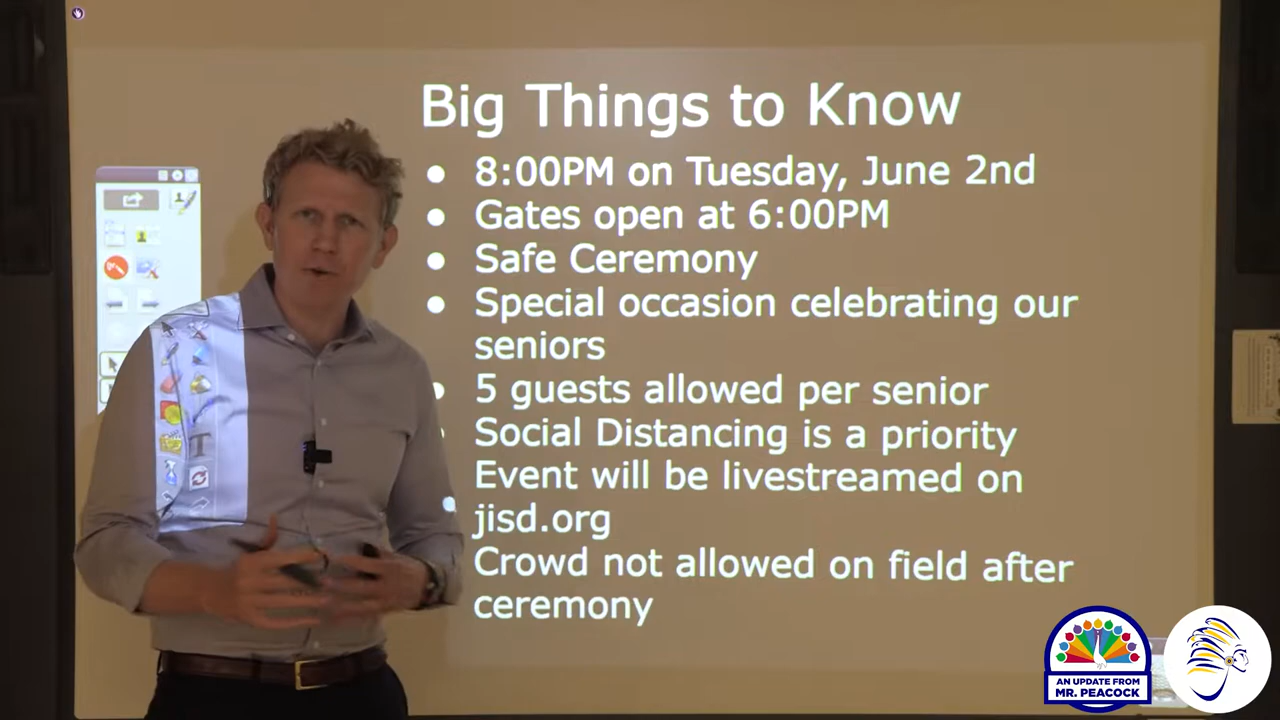 Big Things to Know
8:00PM on Tuesday, June 2nd
Gates open at 6:00PM
Safe Ceremony
Special occasion celebrating our
seniors
5 guests allowed per senior
Social Distancing is a priority
Event will be livestreamed on
jisd.org
Crowd not allowed on field after
ceremony
T
AN UPDATE FROM
MR. PEACOCK